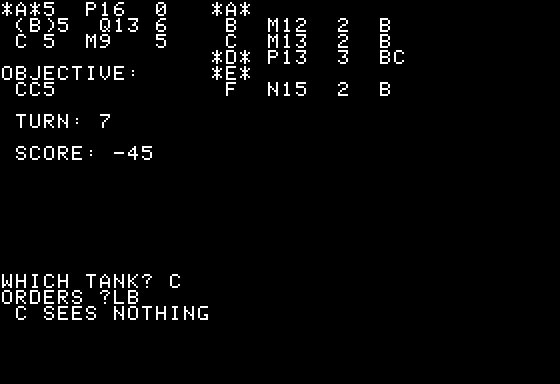 *A*5  P16  0   *A*
 (B)5  Q13 6    B  M12  2  B
 C 5  M9   5    C  M13  2  B
               *D* P13  3  BC
OBJECTIVE:     *E*
 CC5            F  N15  2  B
 TURN: 7
 SCORE: -45
WHICH TANK? C
ORDERS ?LB
 C SEES NOTHING